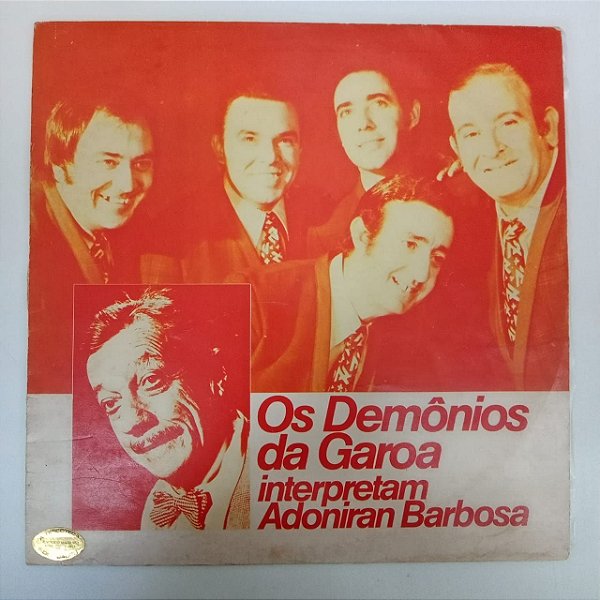 Os Demônios
da Garoa
interpretam
Adoniran Barbosa